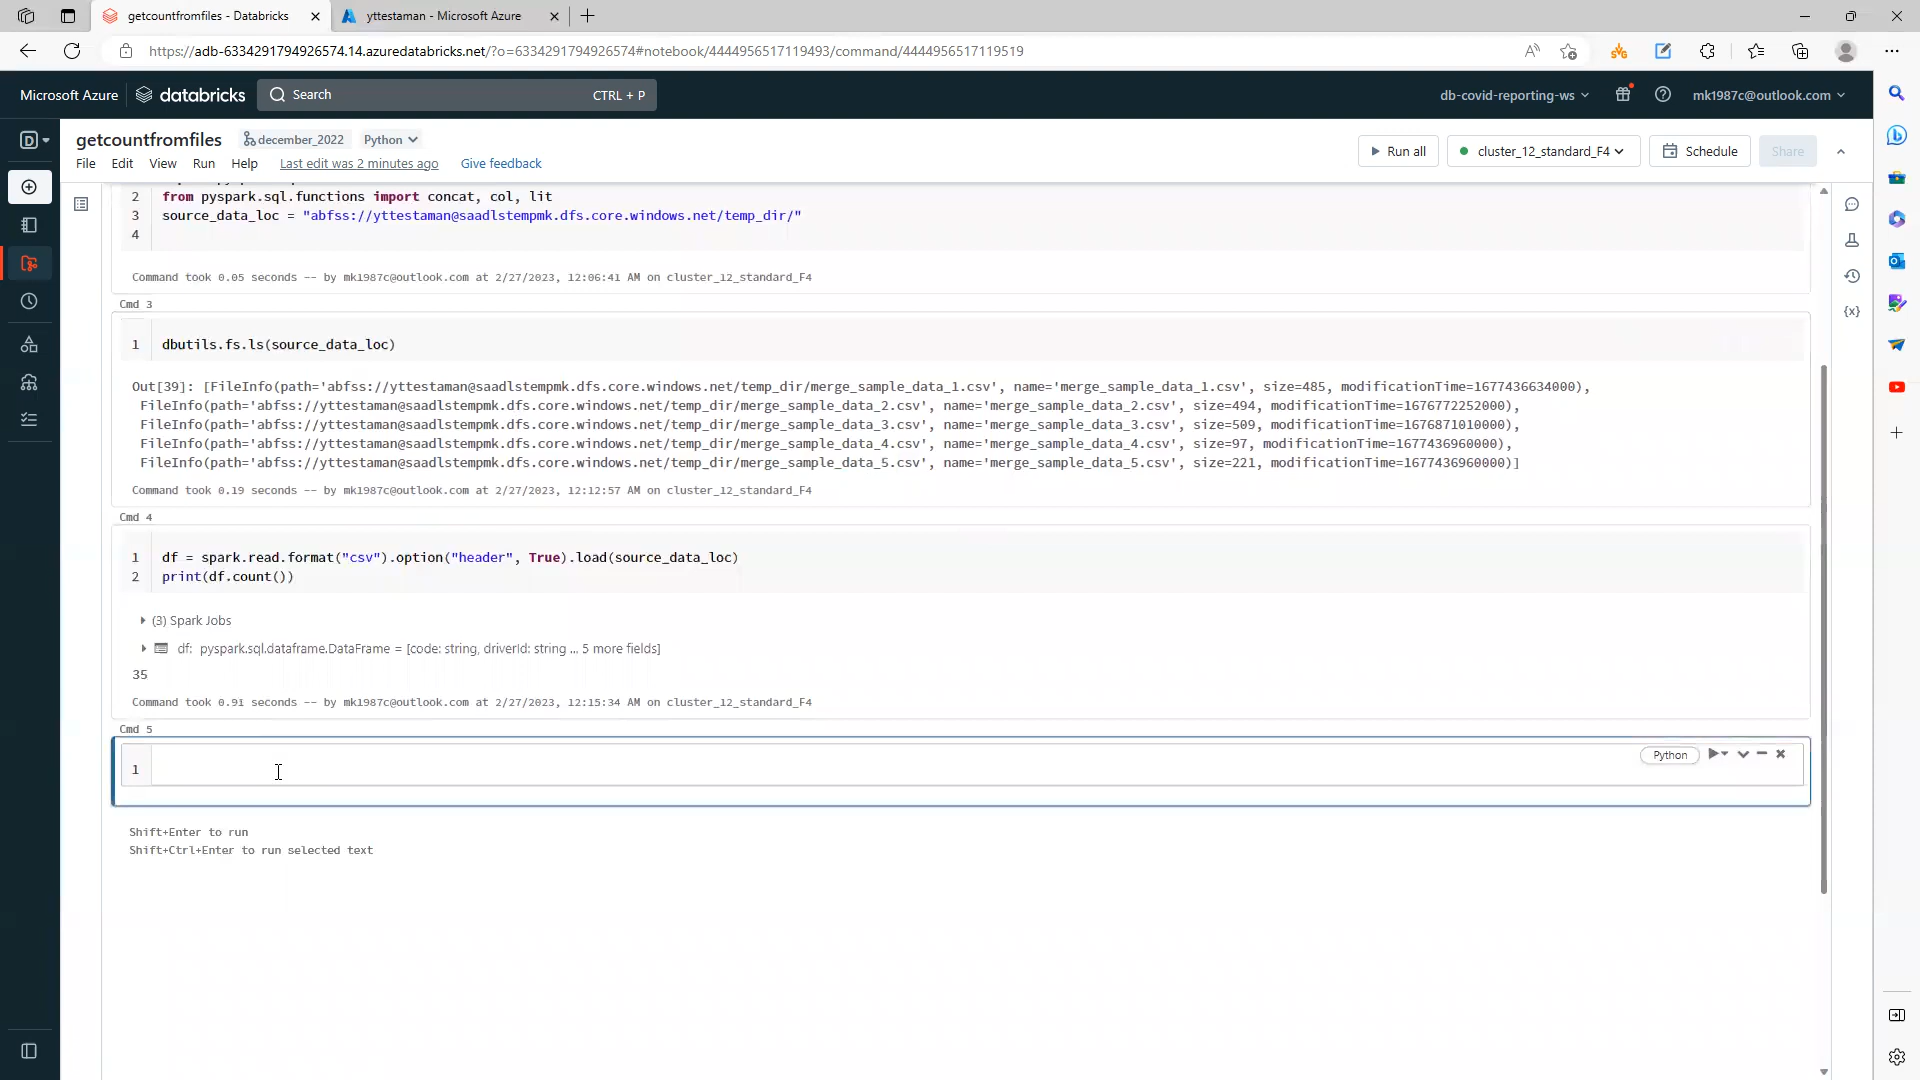 getcountfromfiles - Databricks
yttestaman - Microsoft Azure
https://adb-6334291794926574.14.azuredatabricks.net/?o=6334291794926574#notebook/4444956517119493/command/4444956517119519
Microsoft Azure
databricks
Search
CTRL + P
db-covid-reporting-ws
mk1987c@outlook.com
getcountfromfiles
december_2022
Python
File Edit View Run Help
Last edit was 2 minutes ago
Give feedback
Run all
cluster_12_standard_F4
Schedule
Share
2 from pyspark.sql.functions import concat, col, lit
3 source_data_loc = "abfss://yttestaman@saadlstempmk.dfs.core.windows.net/temp_dir/"
4
Command took 0.05 seconds -- by mk1987c@outlook.com at 2/27/2023, 12:06:41 AM on cluster_12_standard_F4
Cmd 3
1 dbutils.fs.ls(source_data_loc)
Out[39]: [FileInfo(path='abfss://yttestaman@saadlstempmk.dfs.core.windows.net/temp_dir/merge_sample_data_1.csv', name='merge_sample_data_1.csv', size=485, modificationTime=1677436634000),
FileInfo(path='abfss://yttestaman@saadlstempmk.dfs.core.windows.net/temp_dir/merge_sample_data_2.csv', name='merge_sample_data_2.csv', size=494, modificationTime=1676772252000),
FileInfo(path='abfss://yttestaman@saadlstempmk.dfs.core.windows.net/temp_dir/merge_sample_data_3.csv', name='merge_sample_data_3.csv', size=509, modificationTime=1676871010000),
FileInfo(path='abfss://yttestaman@saadlstempmk.dfs.core.windows.net/temp_dir/merge_sample_data_4.csv', name='merge_sample_data_4.csv', size=97, modificationTime=1677436960000),
FileInfo(path='abfss://yttestaman@saadlstempmk.dfs.core.windows.net/temp_dir/merge_sample_data_5.csv', name='merge_sample_data_5.csv', size=221, modificationTime=1677436960000)]
Command took 0.19 seconds -- by mk1987c@outlook.com at 2/27/2023, 12:12:57 AM on cluster_12_standard_F4
Cmd 4
1 df = spark.read.format("csv").option("header", True).load(source_data_loc)
2 print(df.count())
(3) Spark Jobs
df: pyspark.sql.dataframe.DataFrame = [code: string, driverId: string ... 5 more fields]
35
Command took 0.91 seconds -- by mk1987c@outlook.com at 2/27/2023, 12:15:34 AM on cluster_12_standard_F4
Cmd 5
Python
1
Shift+Enter to run
Shift+Ctrl+Enter to run selected text